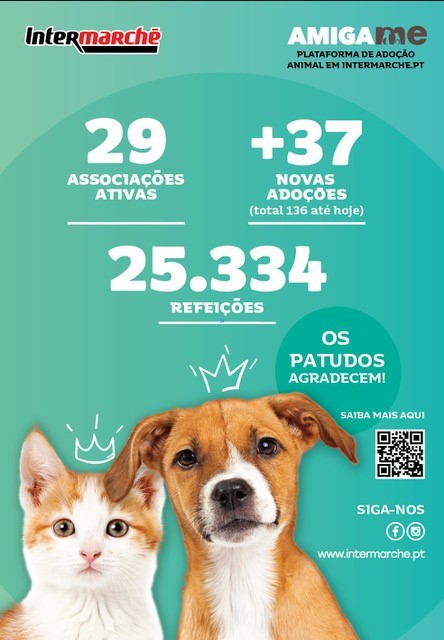 Intermarchē
AMIGAme
PLATAFORMA DE ADOÇÃO
ANIMAL EM INTERMARCHE.PT
29
ASSOCIAÇÕES
ATIVAS
+37
NOVAS
ADOÇÕES
(total 136 até hoje)
25.334
REFEIÇÕES
OS
PATUDOS
AGRADECEM!
SAIBA MAIS AQUI
SIGA-NOS
f
www.intermarche.pt